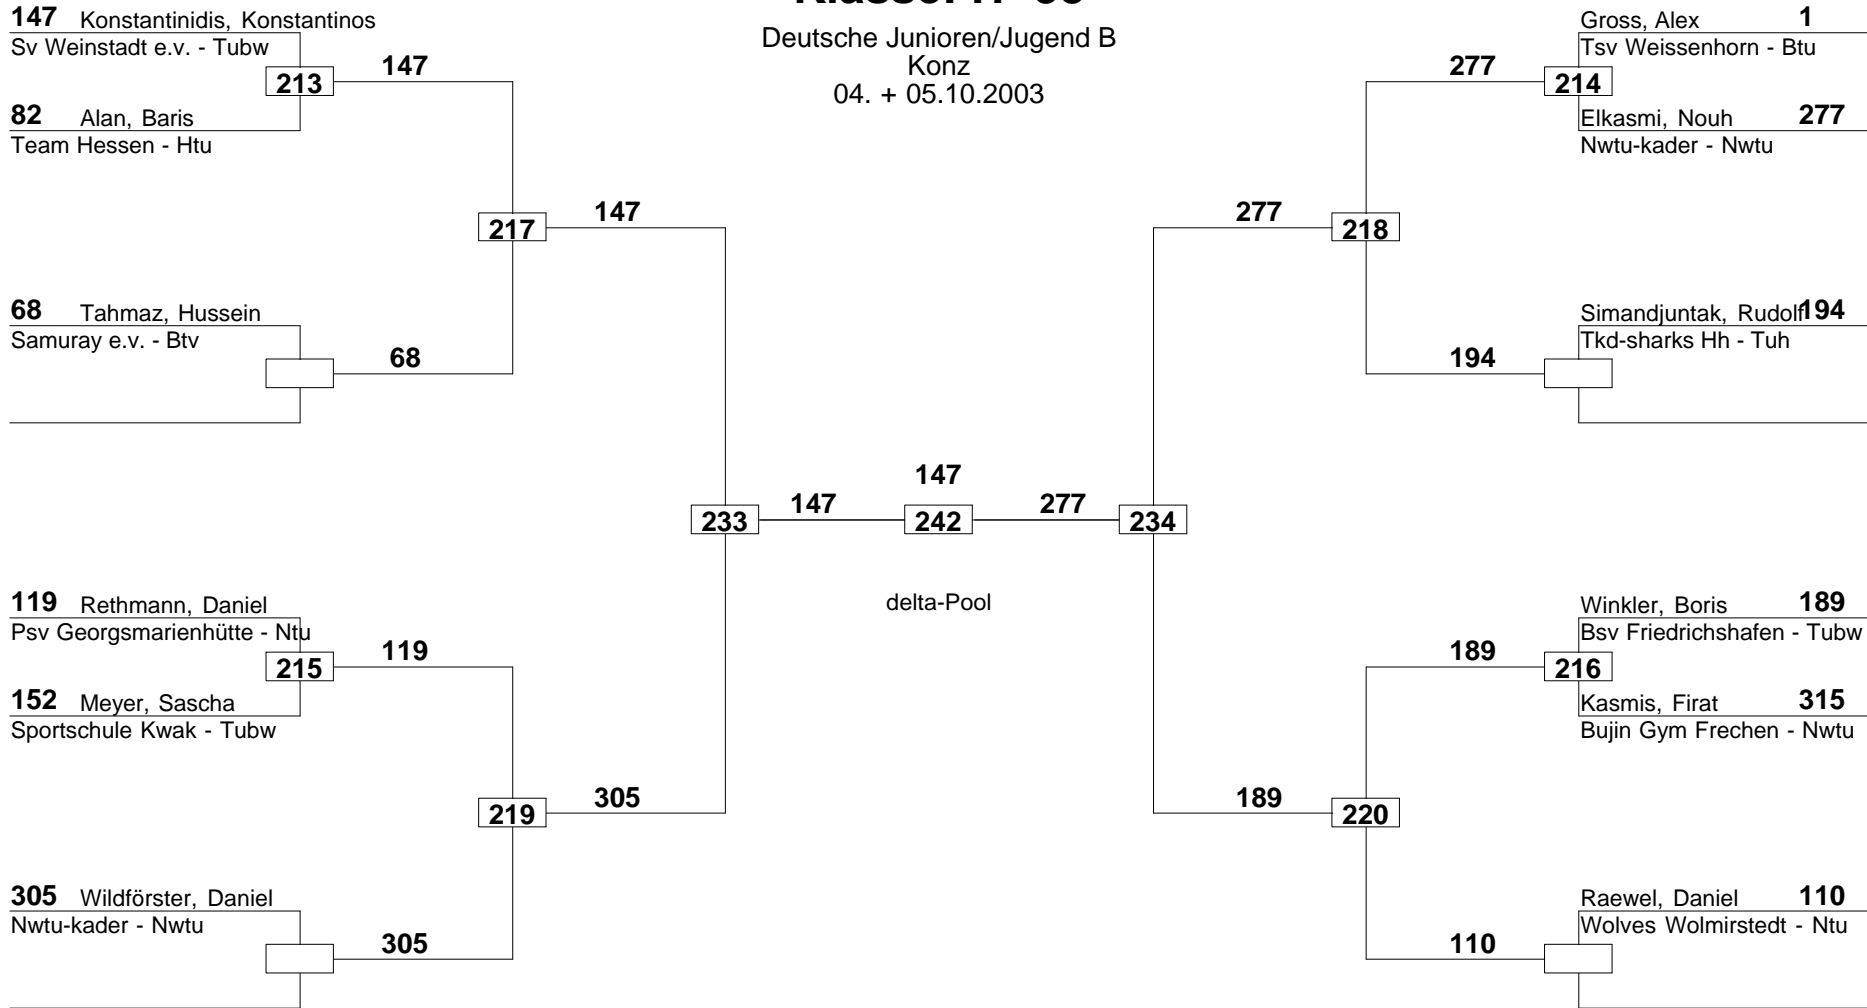 Deutsche Junioren/Jugend B
Konz
04. + 05.10.2003
147 Konstantinidis, Konstantinos
Sv Weinstadt e.v. - Tubw
213
147
82 Alan, Baris
Team Hessen - Htu
217
147
68 Tahmaz, Hussein
Samuray e.v. - Btv
68
233
147
119 Rethmann, Daniel
Psv Georgsmarienhütte - Ntu
215
119
152 Meyer, Sascha
Sportschule Kwak - Tubw
219
305
305 Wildförster, Daniel
Nwtu-kader - Nwtu
305
147
242
delta-Pool
Gross, Alex 1
Tsv Weissenhorn - Btu
277
214
Elkasmi, Nouh 277
Nwtu-kader - Nwtu
277
218
Simandjuntak, Rudolf 194
Tkd-sharks Hh - Tuh
194
277
234
Winkler, Boris 189
Bsv Friedrichshafen - Tubw
189
216
Kasmis, Firat 315
Bujin Gym Frechen - Nwtu
189
220
Raewel, Daniel 110
Wolves Wolmirstedt - Ntu
110